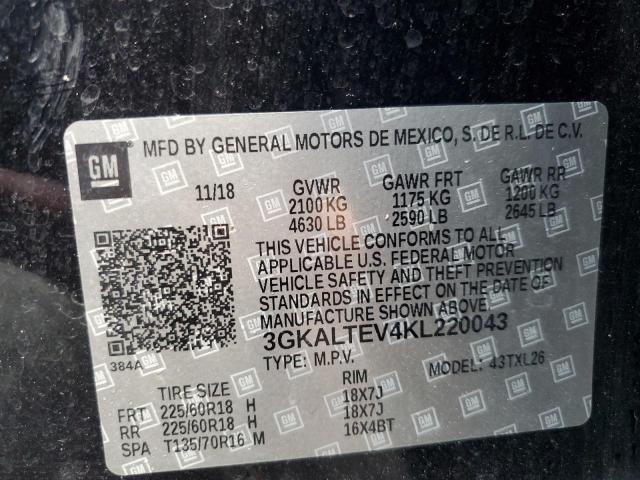 GM MFD BY GENERAL MOTORS DE MEXICO, S. DE R.L. DE C.V.
11/18 GVWR GAWR FRT GAWR RR
2100 KG 1175 KG 1200 KG
4630 LB 2590 LB 2645 LB
THIS VEHICLE CONFORMS TO ALL
APPLICABLE U.S. FEDERAL MOTOR
VEHICLE SAFETY AND THEFT PREVENTION
STANDARDS IN EFFECT ON THE DATE OF
MANUFACTURE SHOWN ABOVE.
3GKALTEV4KL220043
384A TYPE: M.P.V. MODEL: 43TXL26
TIRE SIZE RIM
FRT 225/60R18 H 18X7J
RR 225/60R18 H 18X7J
SPA T135/70R16 M 16X4BT